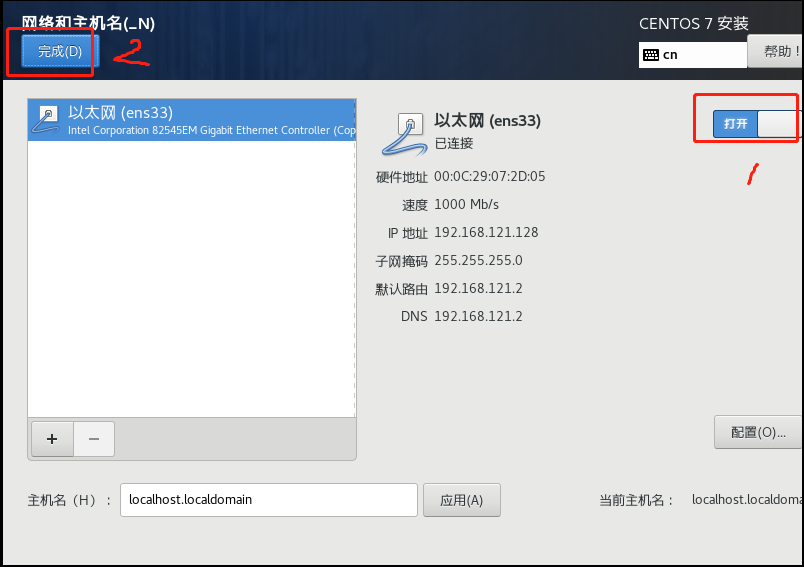 网络和主机名(_N)
CENTOS 7 安装
完成(D)
2
cn
帮助！
以太网 (ens33)
Intel Corporation 82545EM Gigabit Ethernet Controller (Cop
以太网 (ens33)
已连接
打开
1
硬件地址 00:0C:29:07:2D:05
速度 1000 Mb/s
IP 地址 192.168.121.128
子网掩码 255.255.255.0
默认路由 192.168.121.2
DNS 192.168.121.2
+ −
配置(O)...
主机名（H）： localhost.localdomain 应用(A) 当前主机名： localhost.localdoma